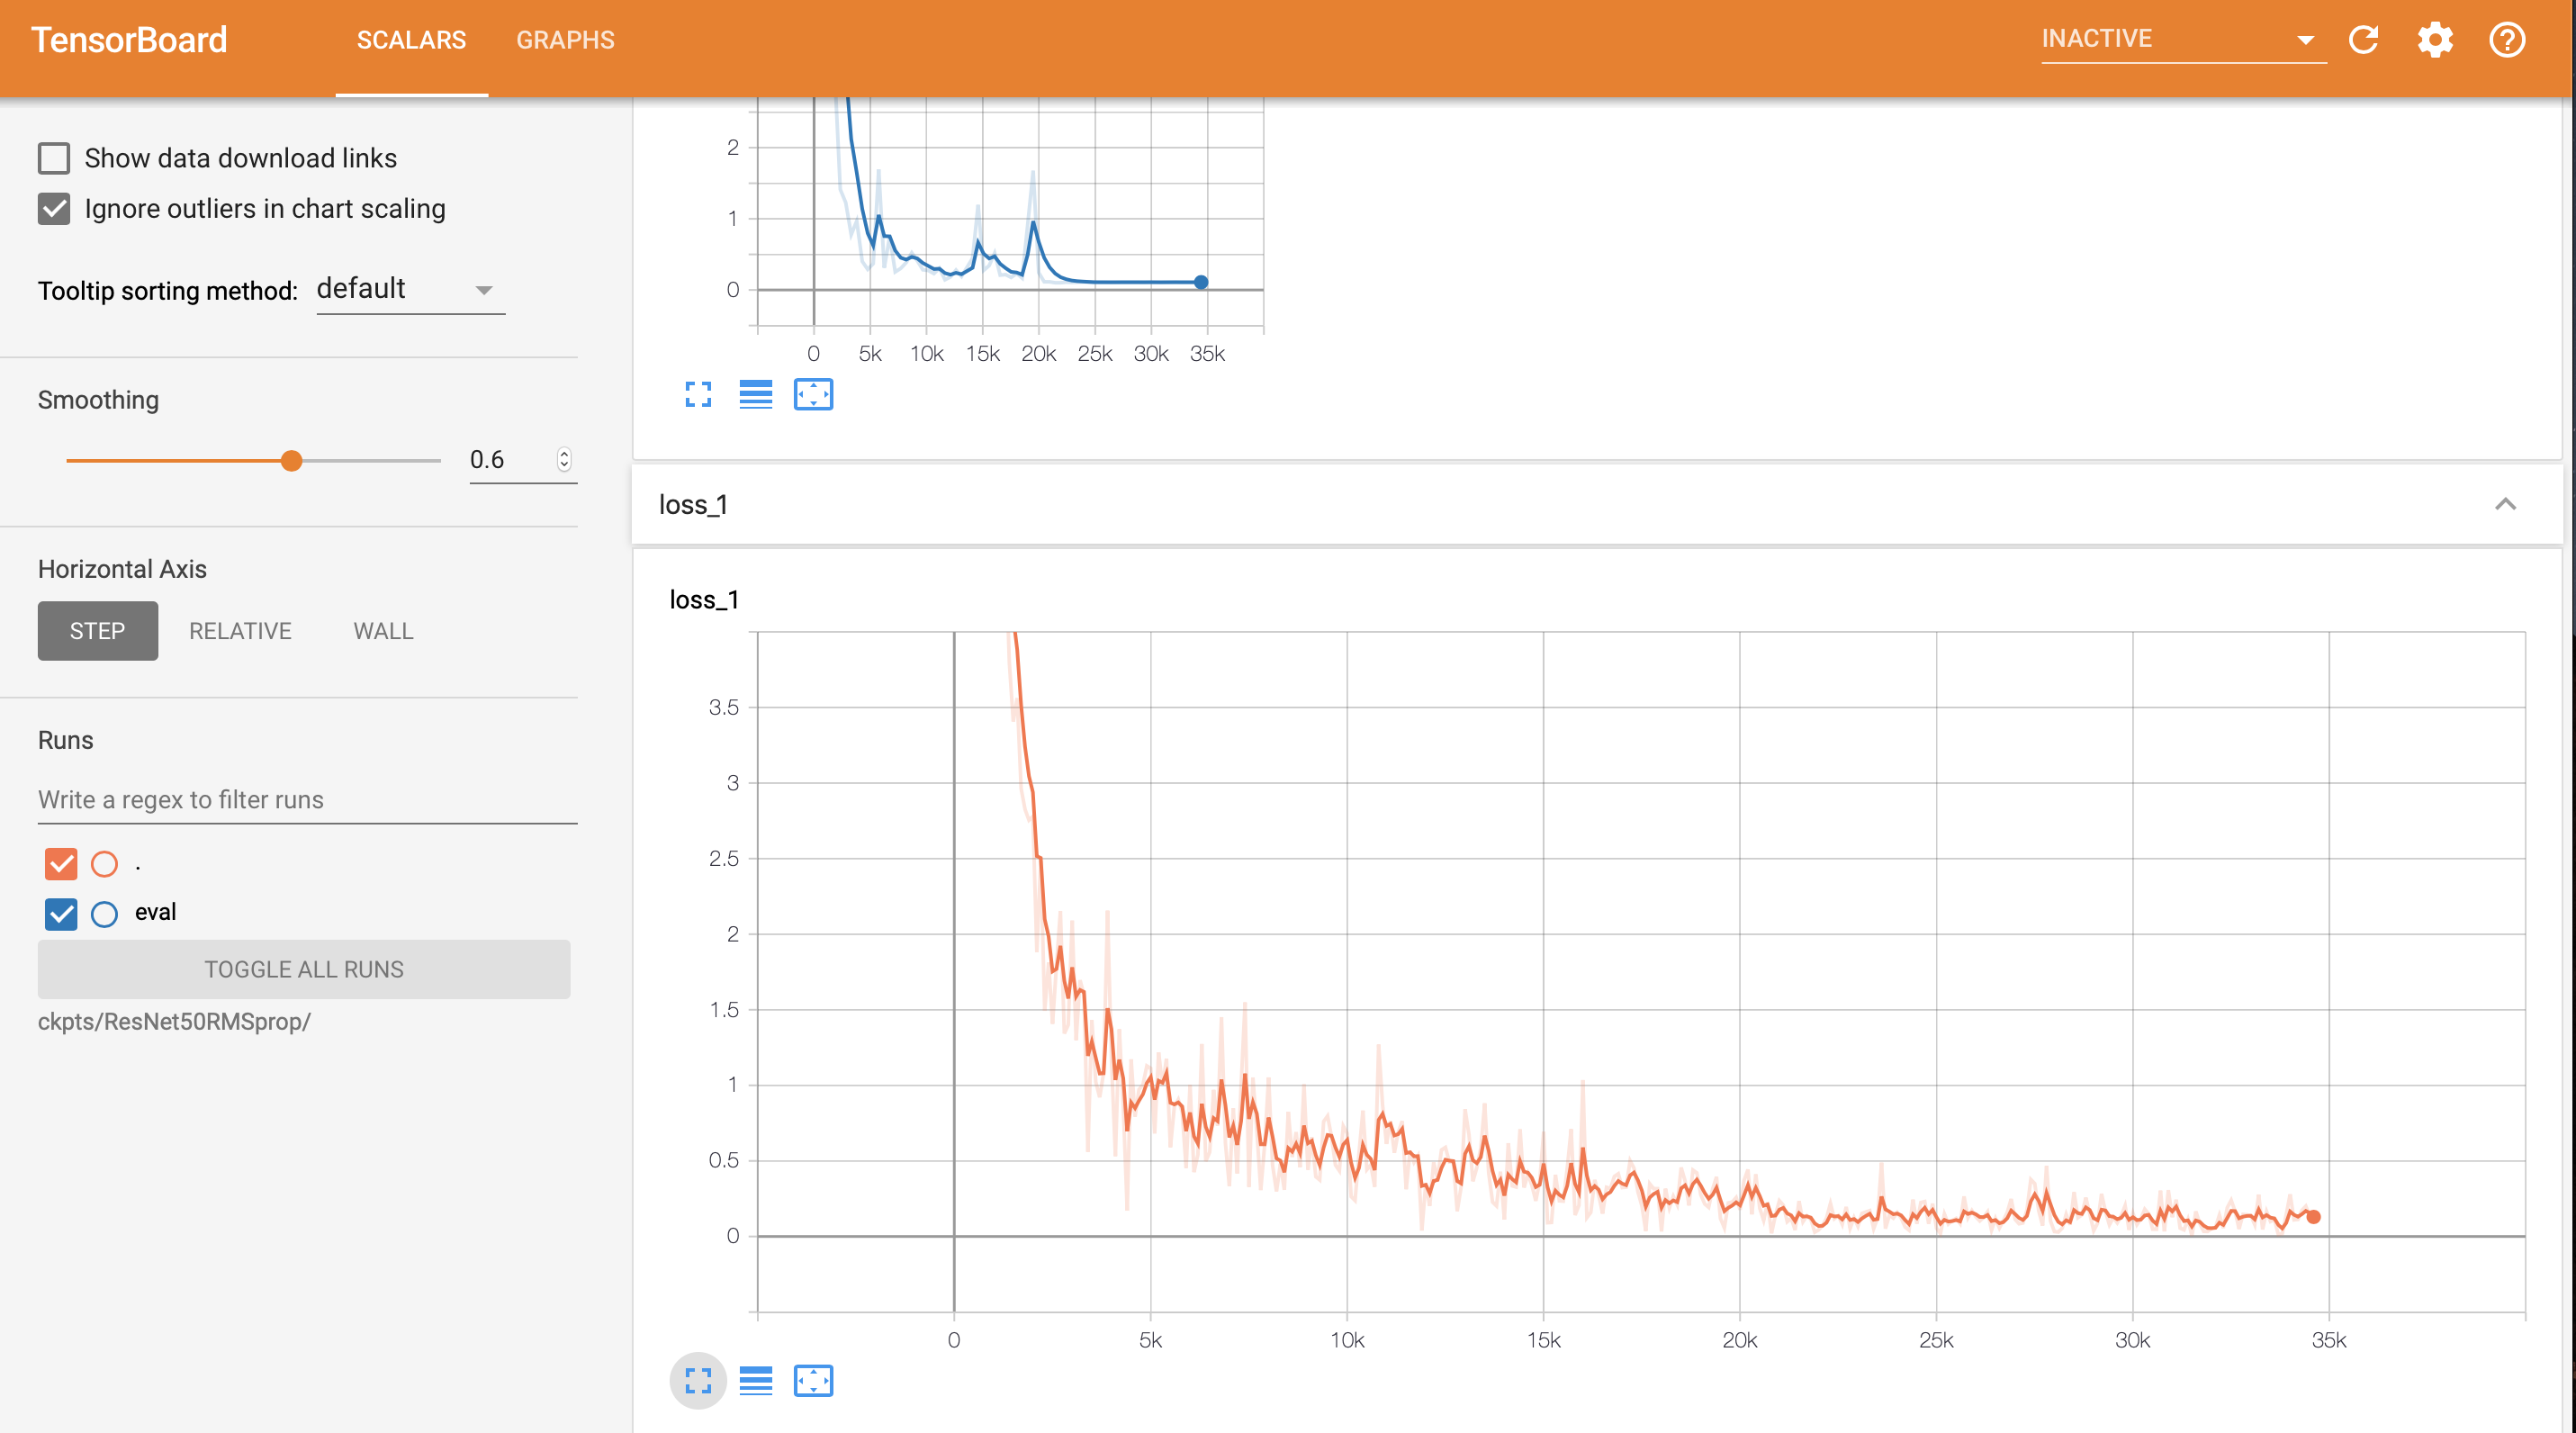 TensorBoard
SCALARS
GRAPHS
INACTIVE
Show data download links
Ignore outliers in chart scaling
Tooltip sorting method: default
Smoothing
0.6
Horizontal Axis
STEP
RELATIVE
WALL
Runs
Write a regex to filter runs
.
eval
TOGGLE ALL RUNS
ckpts/ResNet50RMSprop/
2
1
0
0 5k 10k 15k 20k 25k 30k 35k
loss_1
loss_1
3.5
3
2.5
2
1.5
1
0.5
0
0 5k 10k 15k 20k 25k 30k 35k